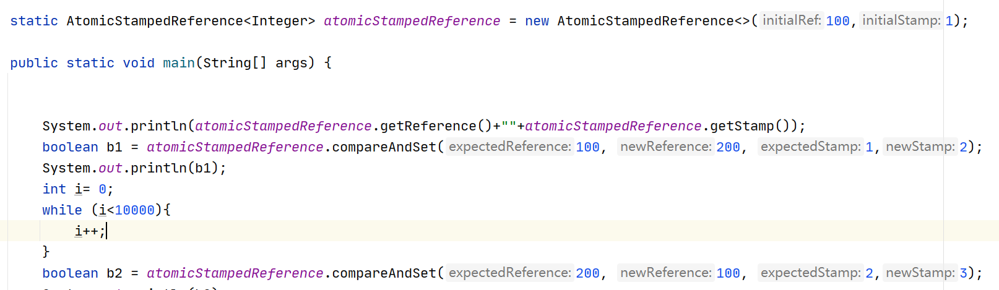 static AtomicStampedReference<Integer> atomicStampedReference = new AtomicStampedReference<>( initialRef: 100, initialStamp: 1);
public static void main(String[] args) {
System.out.println(atomicStampedReference.getReference()+""+atomicStampedReference.getStamp());
boolean b1 = atomicStampedReference.compareAndSet( expectedReference: 100, newReference: 200, expectedStamp: 1, newStamp: 2);
System.out.println(b1);
int i= 0;
while (i<10000){
i++;
}
boolean b2 = atomicStampedReference.compareAndSet( expectedReference: 200, newReference: 100, expectedStamp: 2, newStamp: 3);